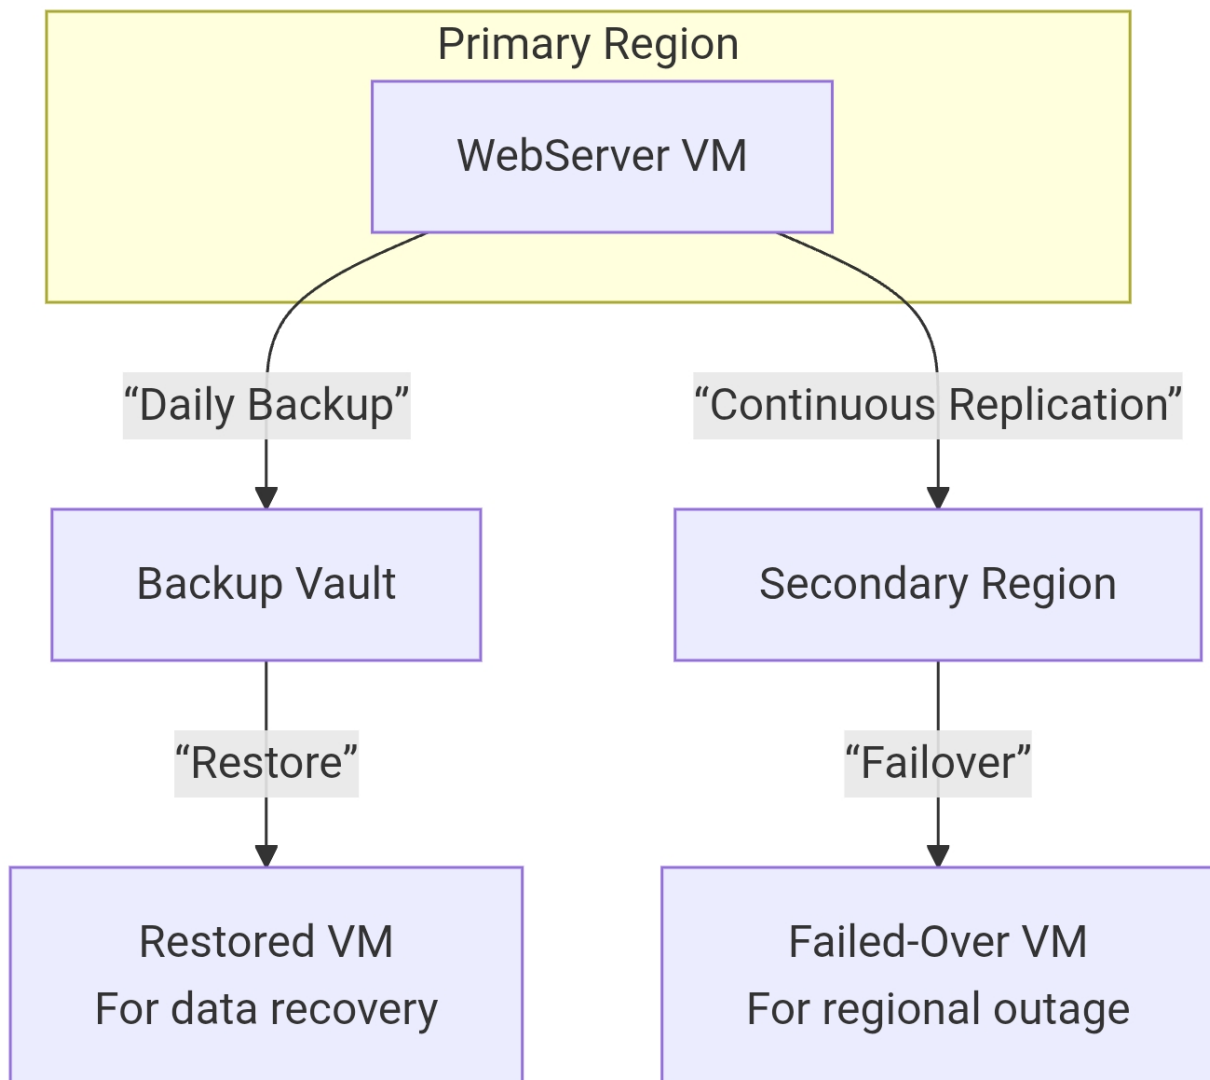 Primary Region
WebServer VM
“Daily Backup”
“Continuous Replication”
Backup Vault
Secondary Region
“Restore”
“Failover”
Restored VM
For data recovery
Failed-Over VM
For regional outage